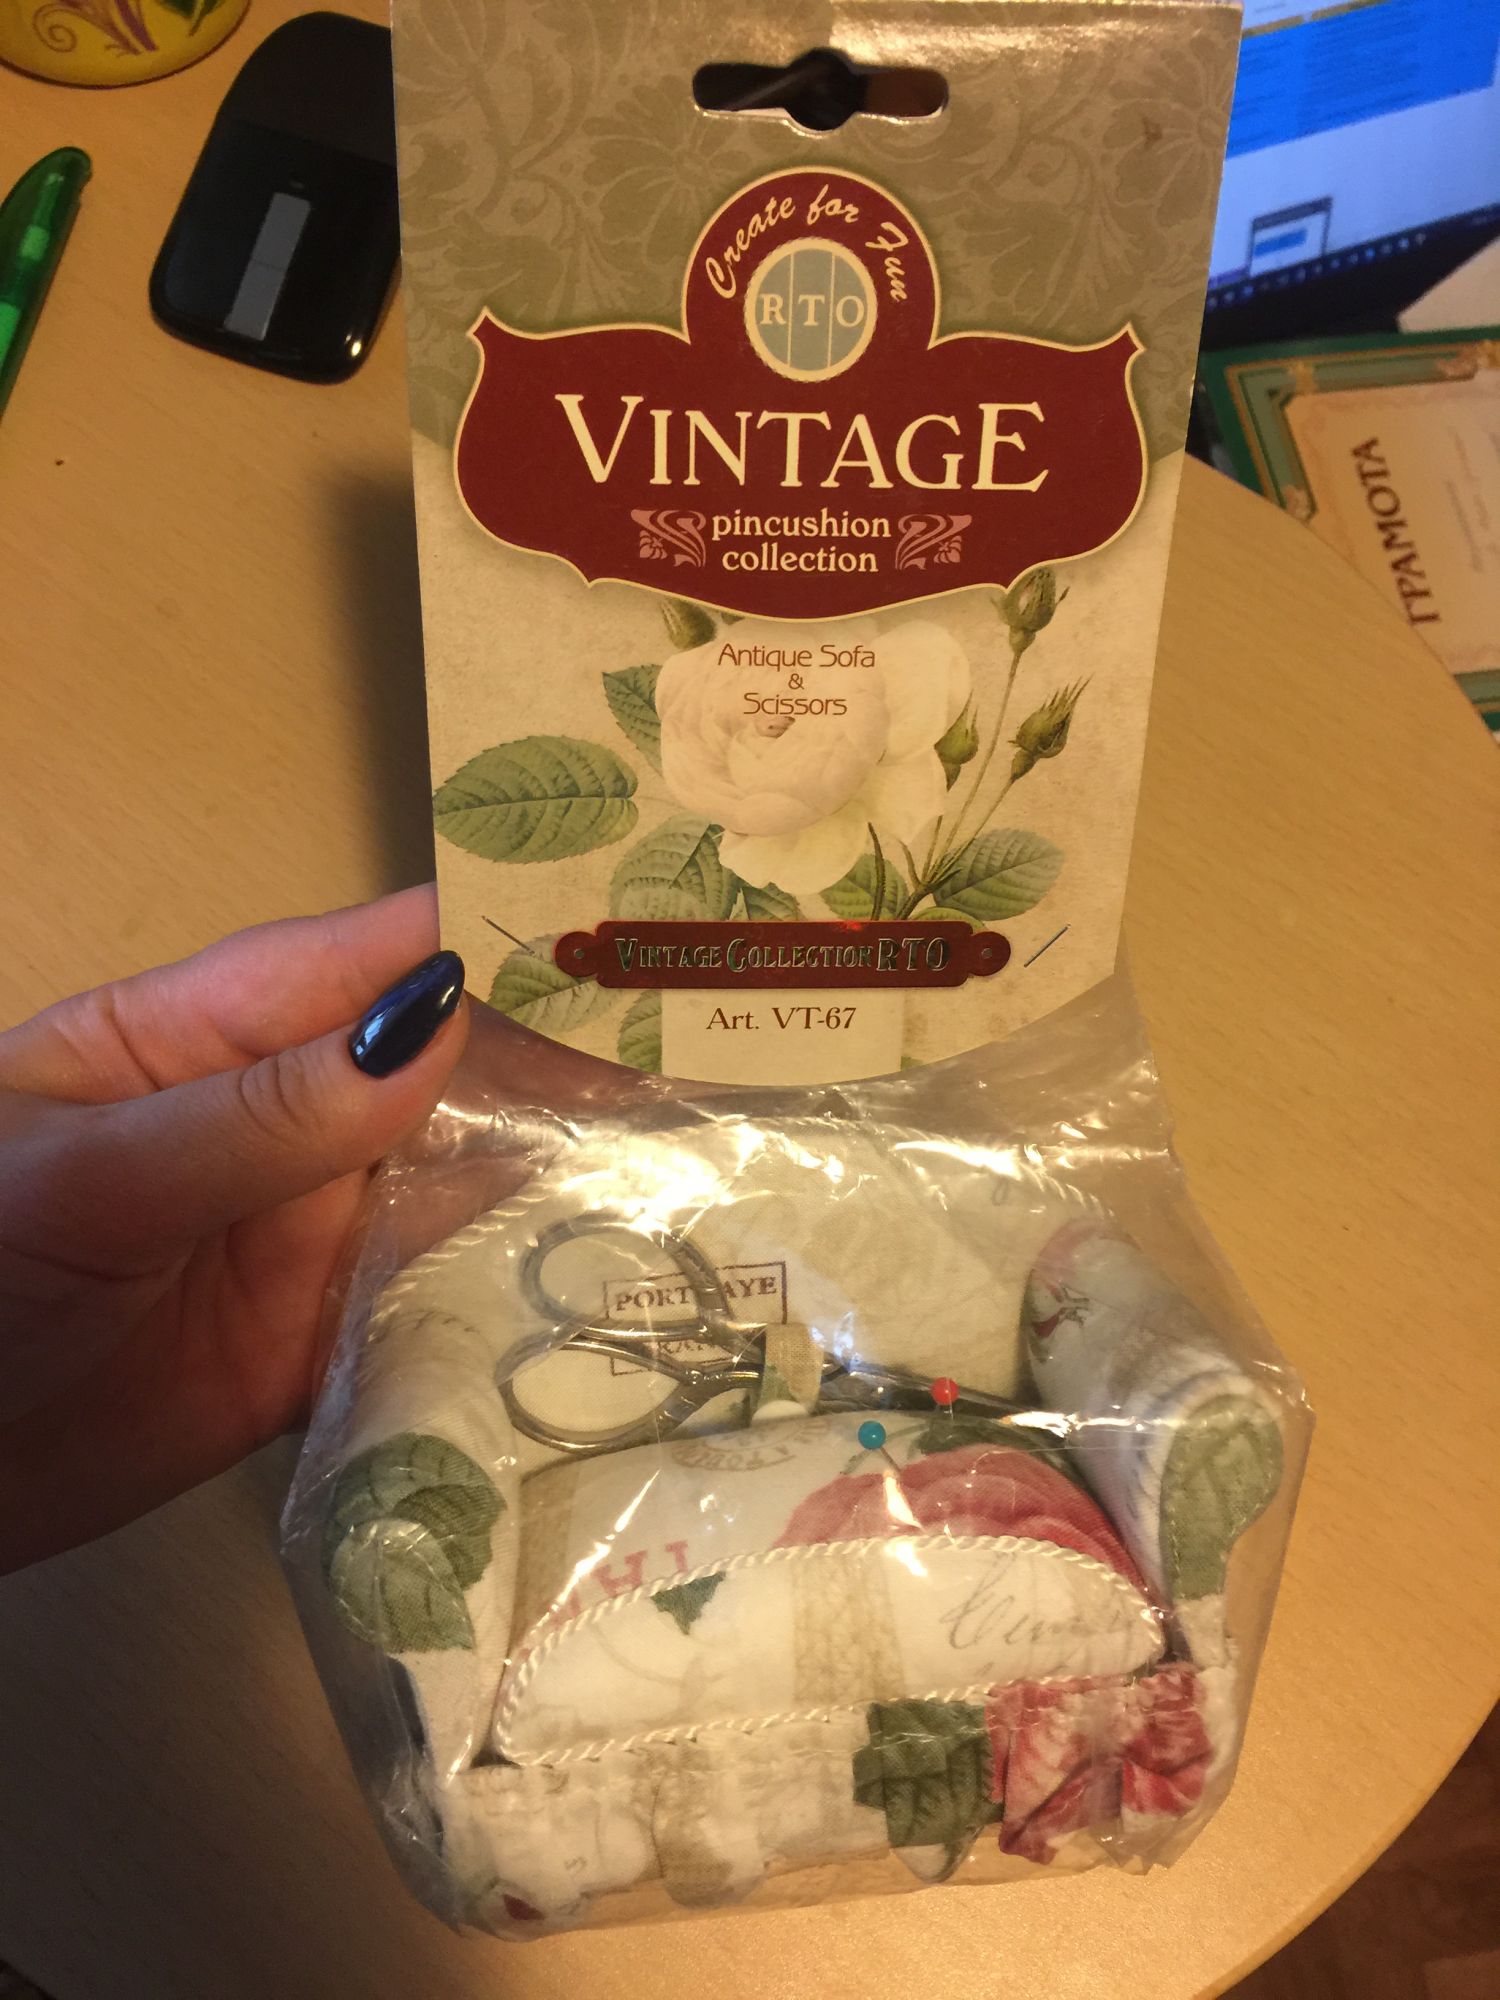 Create for Fun
RTO
VINTAGE
pincushion
collection
Antique Sofa
&
Scissors
VINTAGE COLLECTION RTO
Art. VT-67
ГРАМОТА